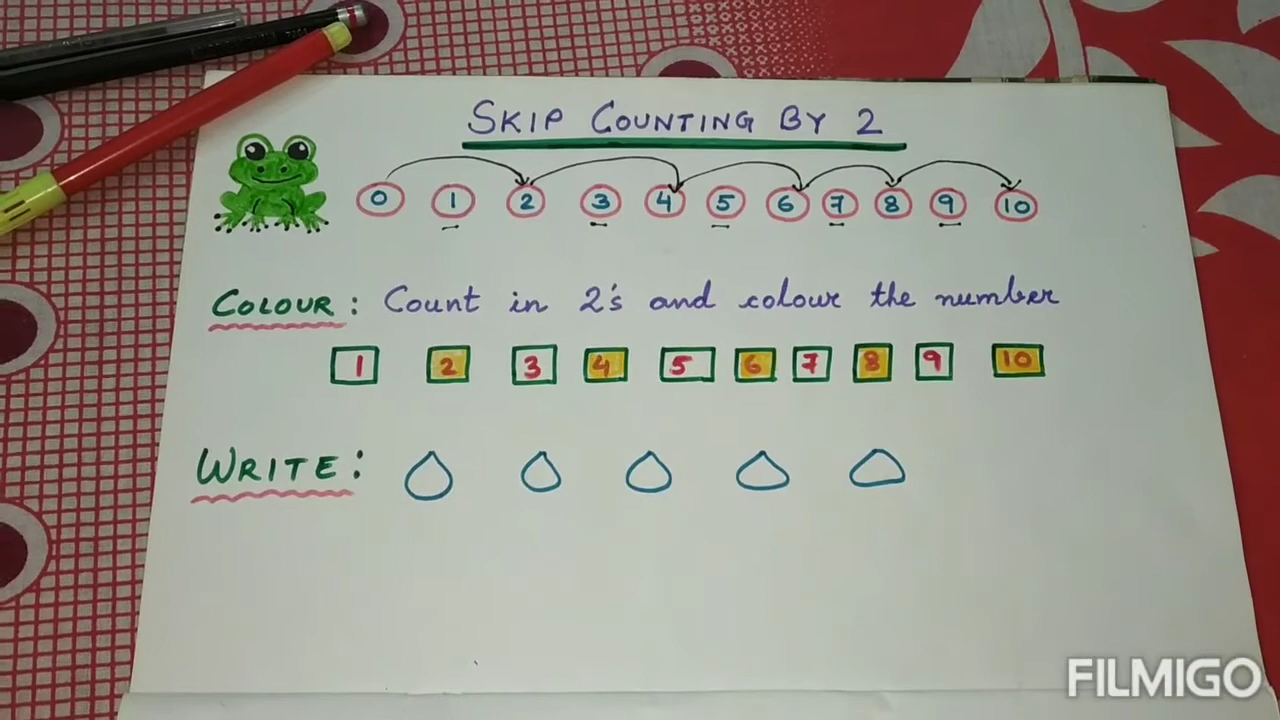 SKIP COUNTING BY 2
0 1 2 3 4 5 6 7 8 9 10
COLOUR: Count in 2's and colour the number
1 2 3 4 5 6 7 8 9 10
WRITE:
FILMIGO